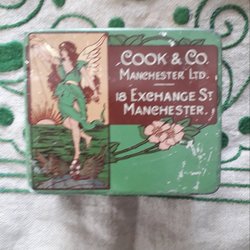 COOK & CO.
MANCHESTER LTD.
18 EXCHANGE ST
MANCHESTER.